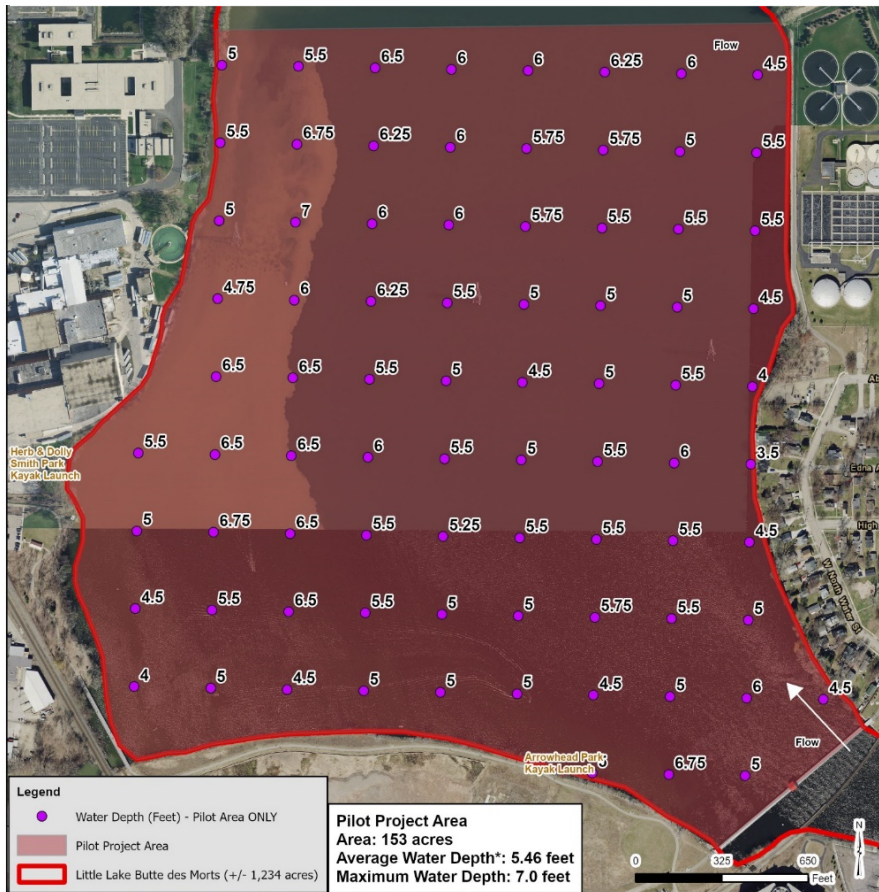 5 5.5 6.5 6 6 6.25 6 Flow 4.5
5.5 6.75 6.25 6 5.75 5.75 5 5.5
5 7 6 6 5.75 5.5 5.5 5.5
4.75 6 6.25 5.5 5 5 5 4.5
6.5 6.5 5.5 5 4.5 5 5.5 4
5.5 6.5 6.5 6 5.5 5 5.5 6 3.5
Herb & Dolly
Smith Park
Kayak Launch
Edna A
High
5 6.75 6.5 5.5 5.25 5.5 5.5 5.5 4.5
W North Water St
4.5 5.5 6.5 5.5 5 5 5.75 5.5 5
4 5 4.5 5 5 5 4.5 5 6 4.5
Flow
Arrowhead Park
Kayak Launch
6.75 5
Legend
Water Depth (Feet) - Pilot Area ONLY
Pilot Project Area
Little Lake Butte des Morts (+/- 1,234 acres)
Pilot Project Area
Area: 153 acres
Average Water Depth*: 5.46 feet
Maximum Water Depth: 7.0 feet
N
0 325 650
Feet